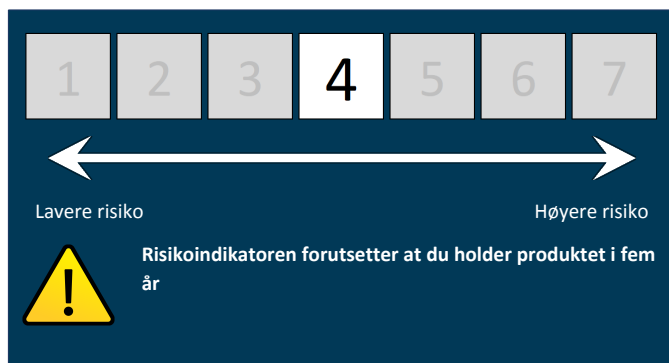 1 2 3 4 5 6 7
Lavere risiko Høyere risiko
Risikoindikatoren forutsetter at du holder produktet i fem
år